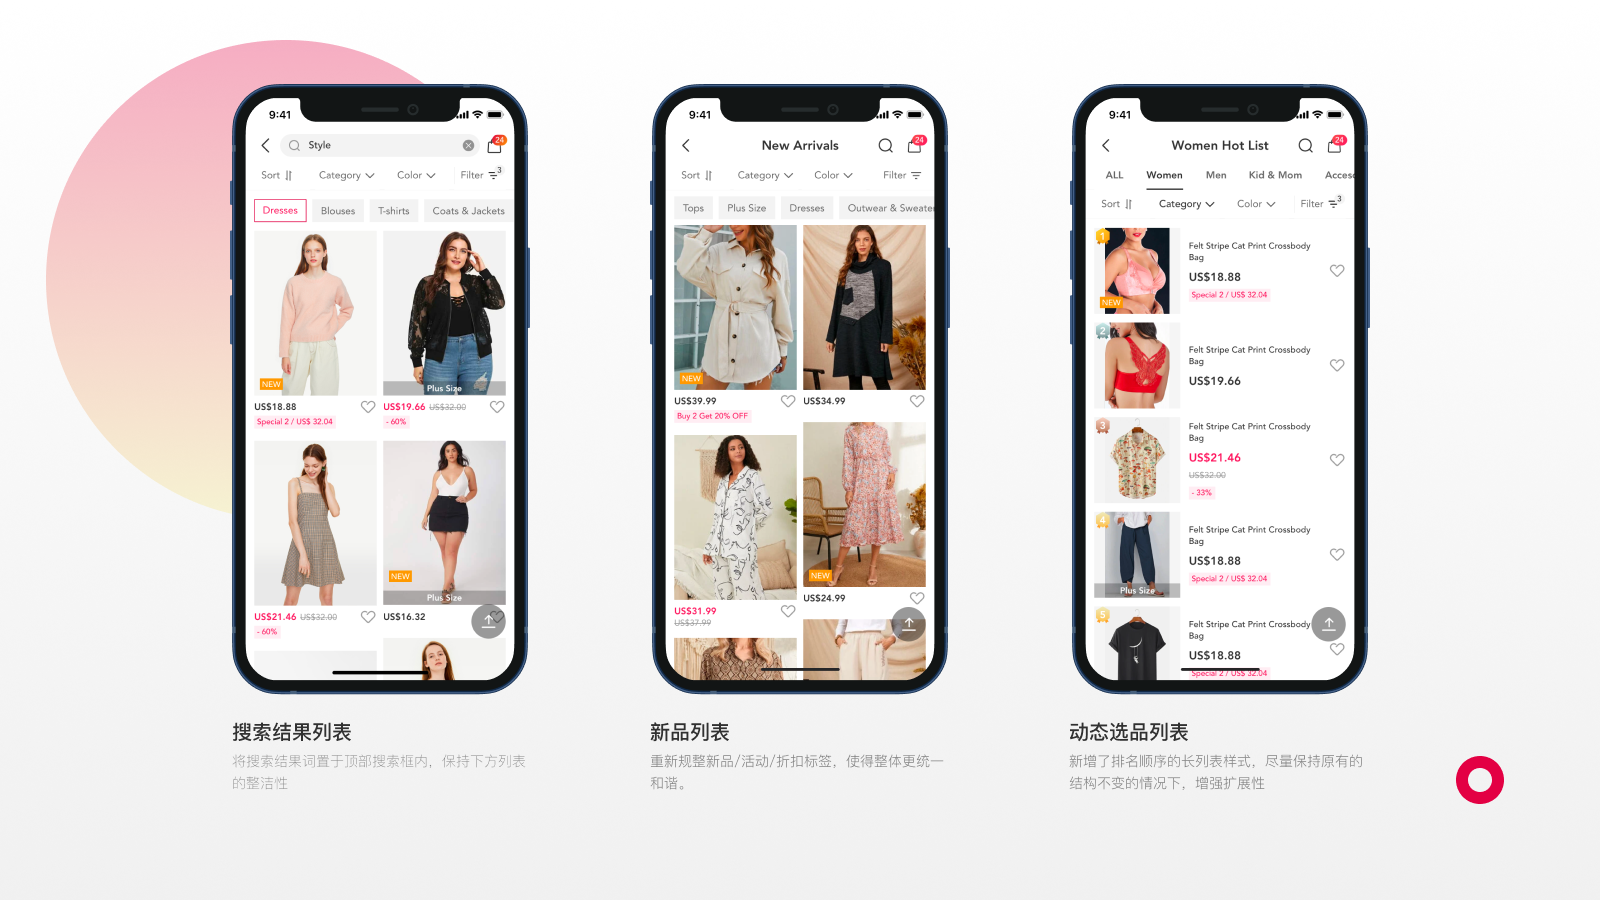 9:41
Style
24
Sort
Category
Color
Filter
3
Dresses
Blouses
T-shirts
Coats & Jackets
NEW
Plus Size
US$18.88
US$19.66 US$32.00
Special 2 / US$ 32.04
- 60%
NEW
Plus Size
US$21.46 US$32.00
US$16.32
- 60%
搜索结果列表
将搜索结果词置于顶部搜索框内，保持下方列表
的整洁性
9:41
New Arrivals
24
Sort
Category
Color
Filter
Tops
Plus Size
Dresses
Outwear & Sweater
NEW
US$39.99
US$34.99
Buy 2 Get 20% OFF
NEW
US$31.99
US$24.99
US$37.99
新品列表
重新规整新品/活动/折扣标签，使得整体更统一
和谐。
9:41
Women Hot List
24
ALL
Women
Men
Kid & Mom
Acces
Sort
Category
Color
Filter
3
1
NEW
Felt Stripe Cat Print Crossbody
Bag
US$18.88
Special 2 / US$ 32.04
2
Felt Stripe Cat Print Crossbody
Bag
US$19.66
3
Felt Stripe Cat Print Crossbody
Bag
US$21.46
US$32.00
- 33%
4
Plus Size
Felt Stripe Cat Print Crossbody
Bag
US$18.88
Special 2 / US$ 32.04
5
Felt Stripe Cat Print Crossbody
Bag
US$18.88
Special 2 / US$ 32.04
动态选品列表
新增了排名顺序的长列表样式，尽量保持原有的
结构不变的情况下，增强扩展性